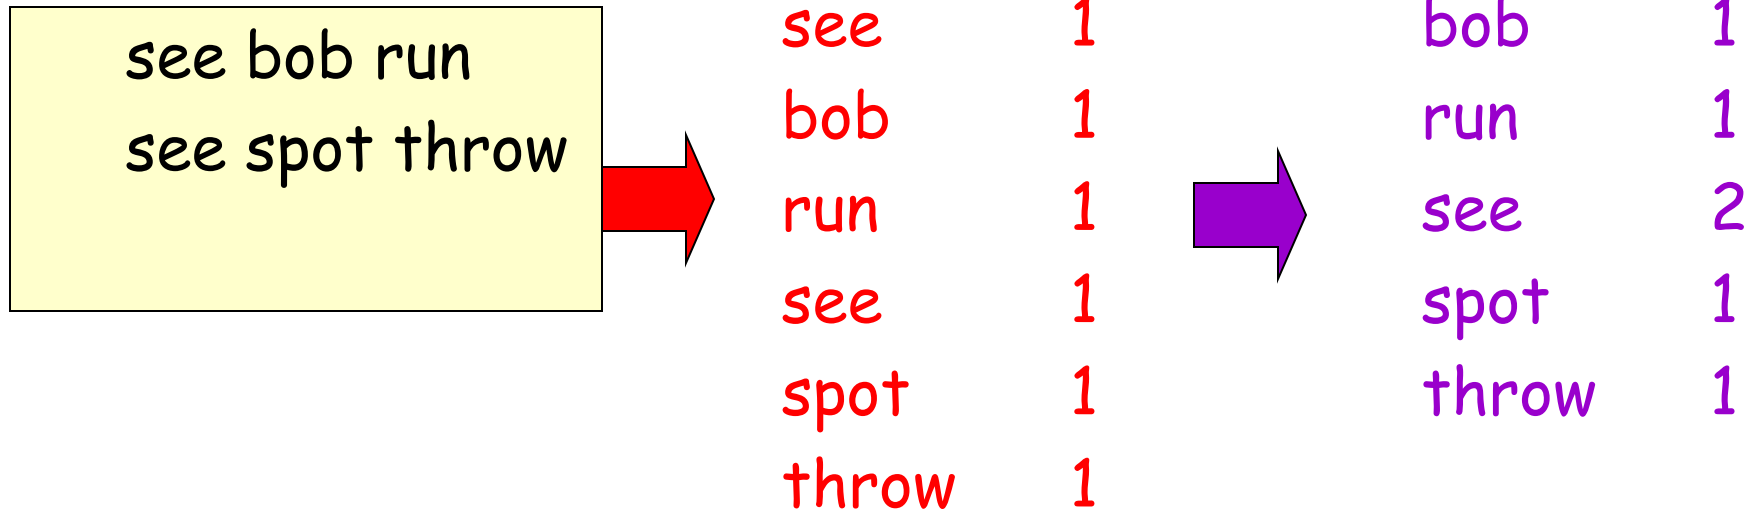 see bob run
see spot throw
see 1
bob 1
run 1
see 1
spot 1
throw 1
bob 1
run 1
see 2
spot 1
throw 1